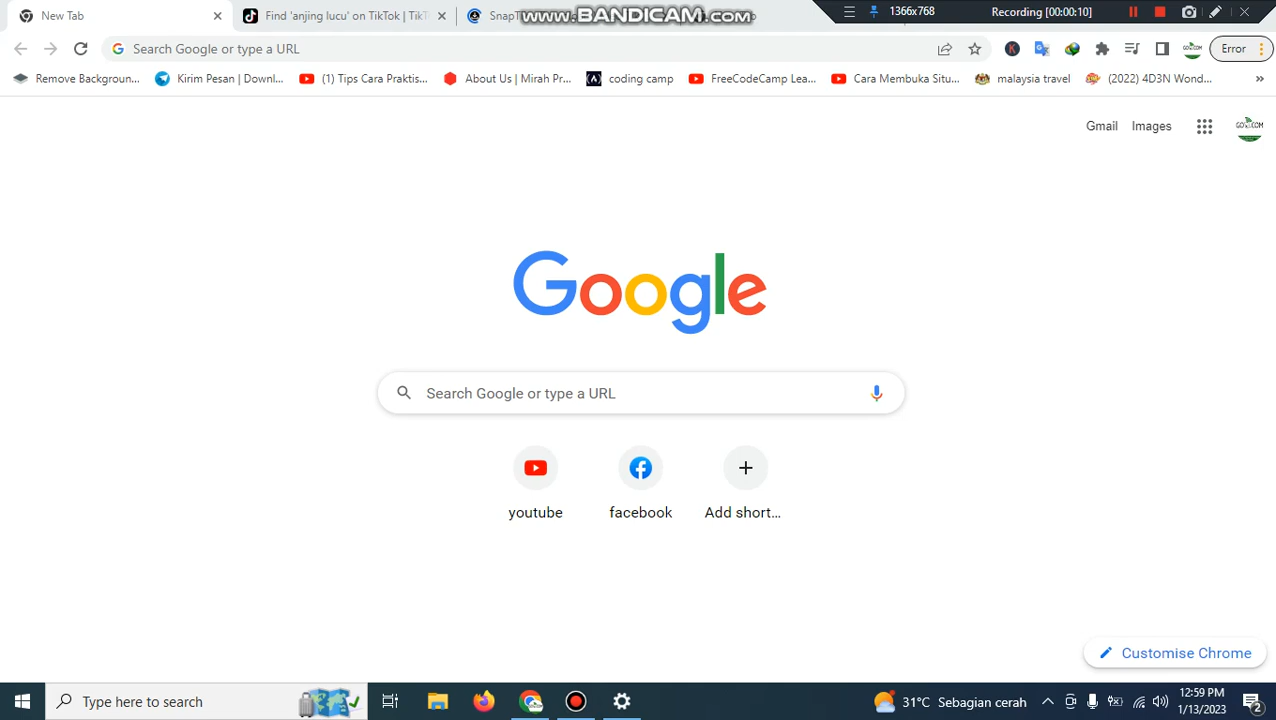 New Tab
Find 'anjing lucu' on TikTok | TikT
SnapT
www.BANDICAM.com
1366x768
Recording [00:00:10]
Search Google or type a URL
Error
Remove Backgroun...
Kirim Pesan | Downl...
(1) Tips Cara Praktis...
About Us | Mirah Pr...
coding camp
FreeCodeCamp Lea...
Cara Membuka Situ...
malaysia travel
(2022) 4D3N Wond...
Gmail
Images
Google
Search Google or type a URL
youtube
facebook
Add short...
Customise Chrome
Type here to search
31°C Sebagian cerah
12:59 PM
1/13/2023
2